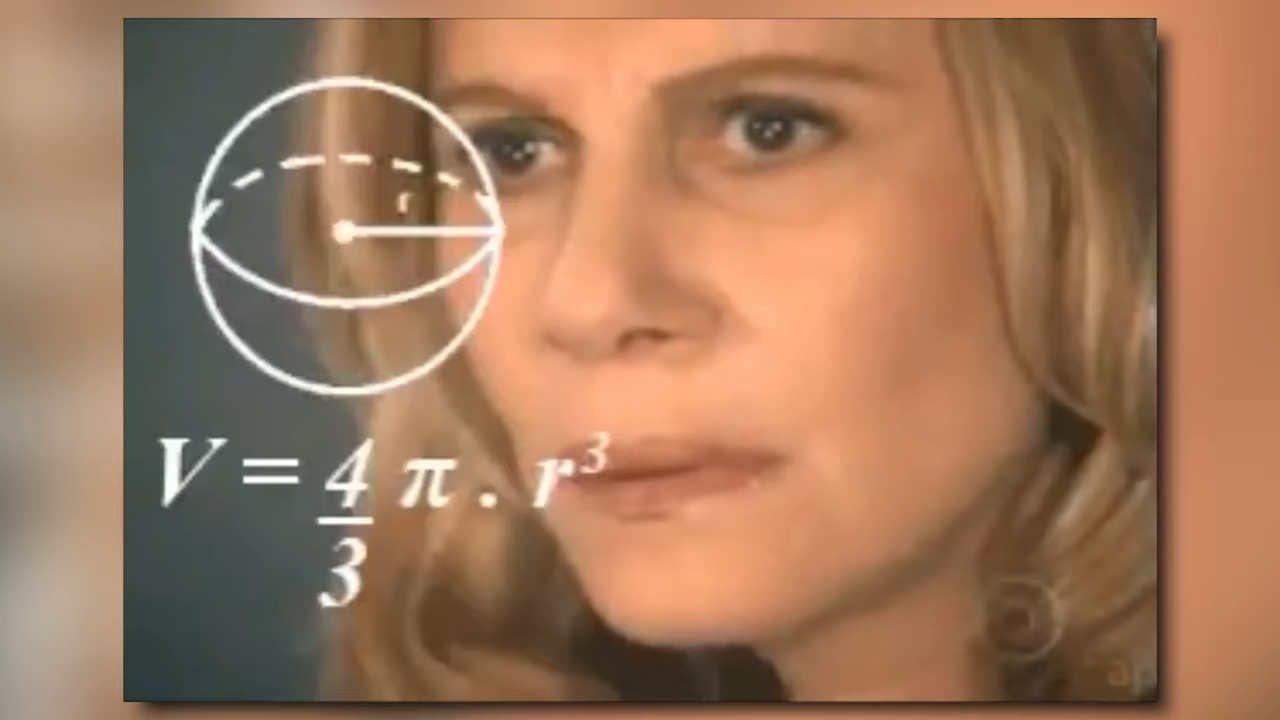 r
V = 4/3 π . r³